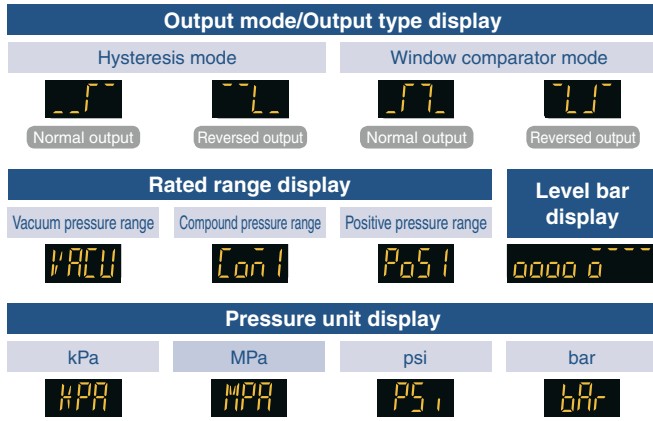 Output mode/Output type display
Hysteresis mode Window comparator mode
Normal output Reversed output Normal output Reversed output
Rated range display Level bar display
Vacuum pressure range Compound pressure range Positive pressure range
VACU Com1 PoS1
Pressure unit display
kPa MPa psi bar
KPA MPA PSi bAr